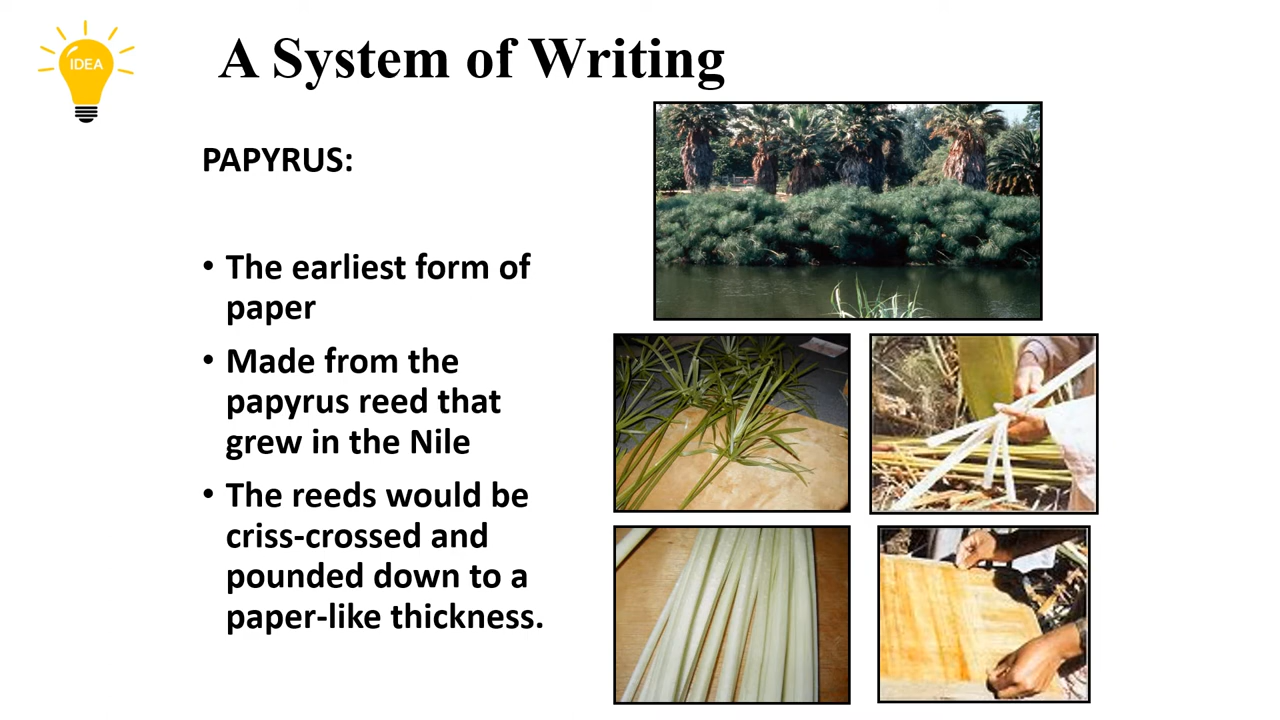 IDEA
A System of Writing
PAPYRUS:
• The earliest form of
paper
• Made from the
papyrus reed that
grew in the Nile
• The reeds would be
criss-crossed and
pounded down to a
paper-like thickness.